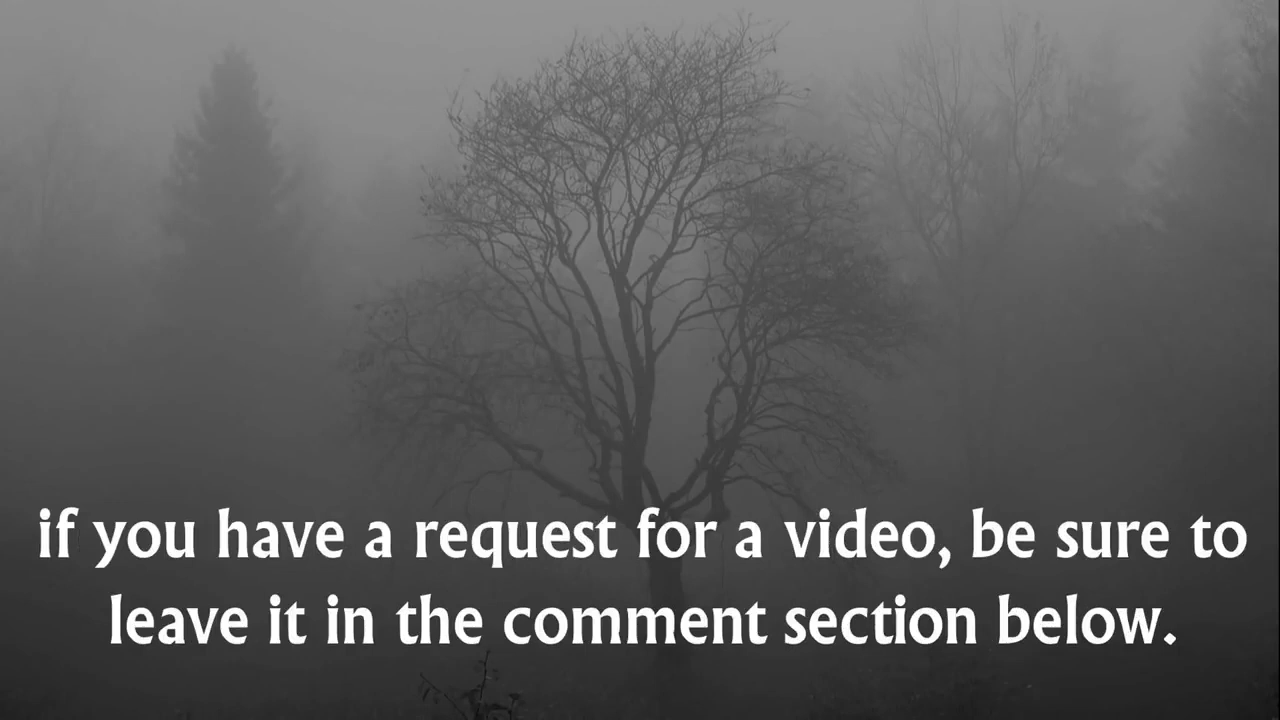 if you have a request for a video, be sure to
leave it in the comment section below.